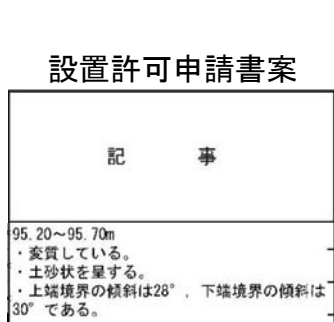 設置許可申請書案
記　事
95.20～95.70m
・変質している。
・土砂状を呈する。
・上端境界の傾斜は28°，下端境界の傾斜は
30°である。